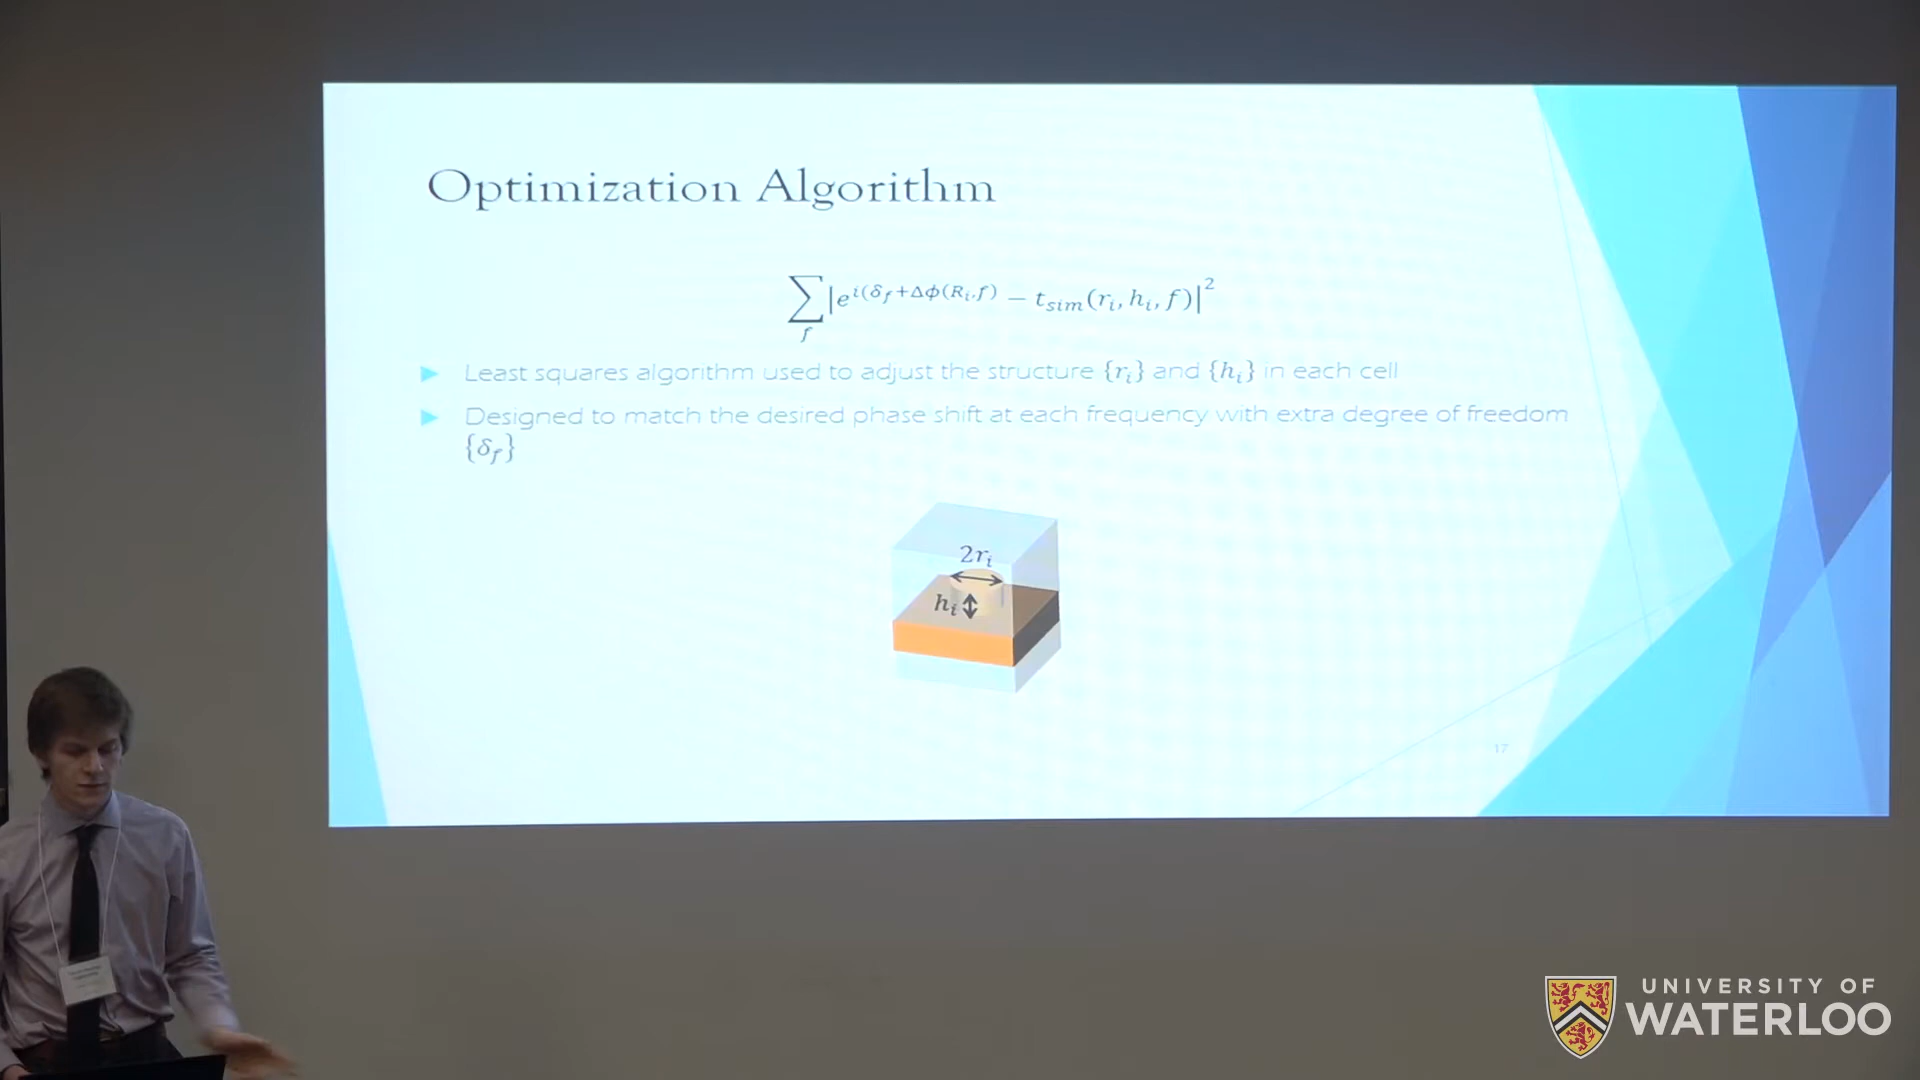 Optimization Algorithm
∑_f |e^{i(δ_f+Δϕ(R_i,f)} − t_{sim}(r_i, h_i, f)|²
Least squares algorithm used to adjust the structure {r_i} and {h_i} in each cell
Designed to match the desired phase shift at each frequency with extra degree of freedom
{δ_f}
2r_i
h_i
17
UNIVERSITY OF
WATERLOO